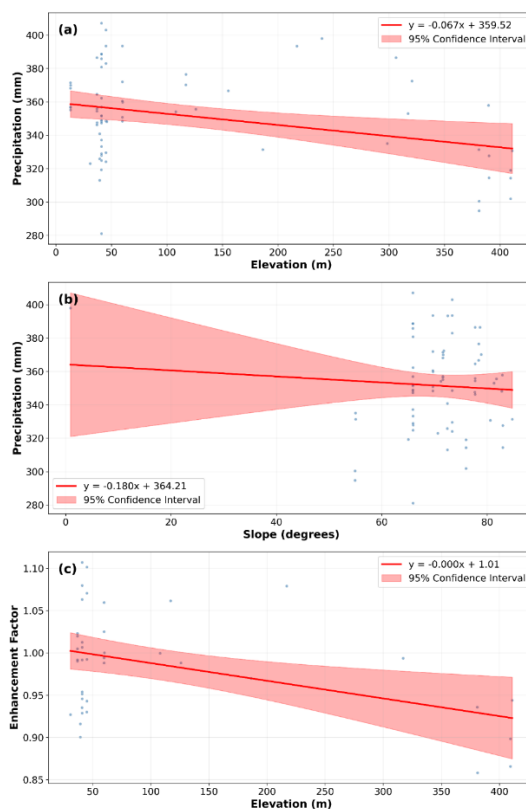 (a)
y = -0.067x + 359.52
95% Confidence Interval
400
380
360
340
320
300
280
Precipitation (mm)
0 50 100 150 200 250 300 350 400
Elevation (m)
(b)
400
380
360
340
320
300
280
Precipitation (mm)
y = -0.180x + 364.21
95% Confidence Interval
0 20 40 60 80
Slope (degrees)
(c)
y = -0.000x + 1.01
95% Confidence Interval
1.10
1.05
1.00
0.95
0.90
0.85
Enhancement Factor
50 100 150 200 250 300 350 400
Elevation (m)